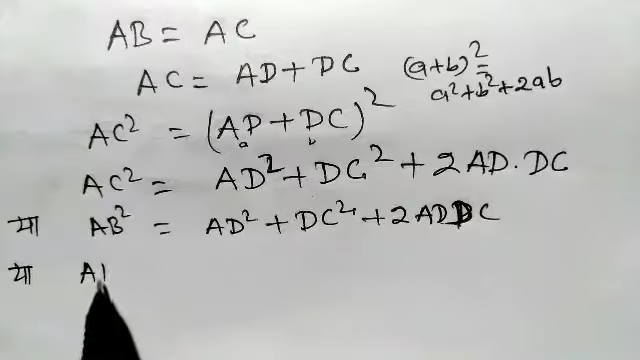 AB = AC
AC = AD + DC (a+b)² =
a²+b²+2ab
AC² = (AD + DC)²
a b
AC² = AD² + DC² + 2AD·DC
या AB² = AD² + DC² + 2AD DC
या A